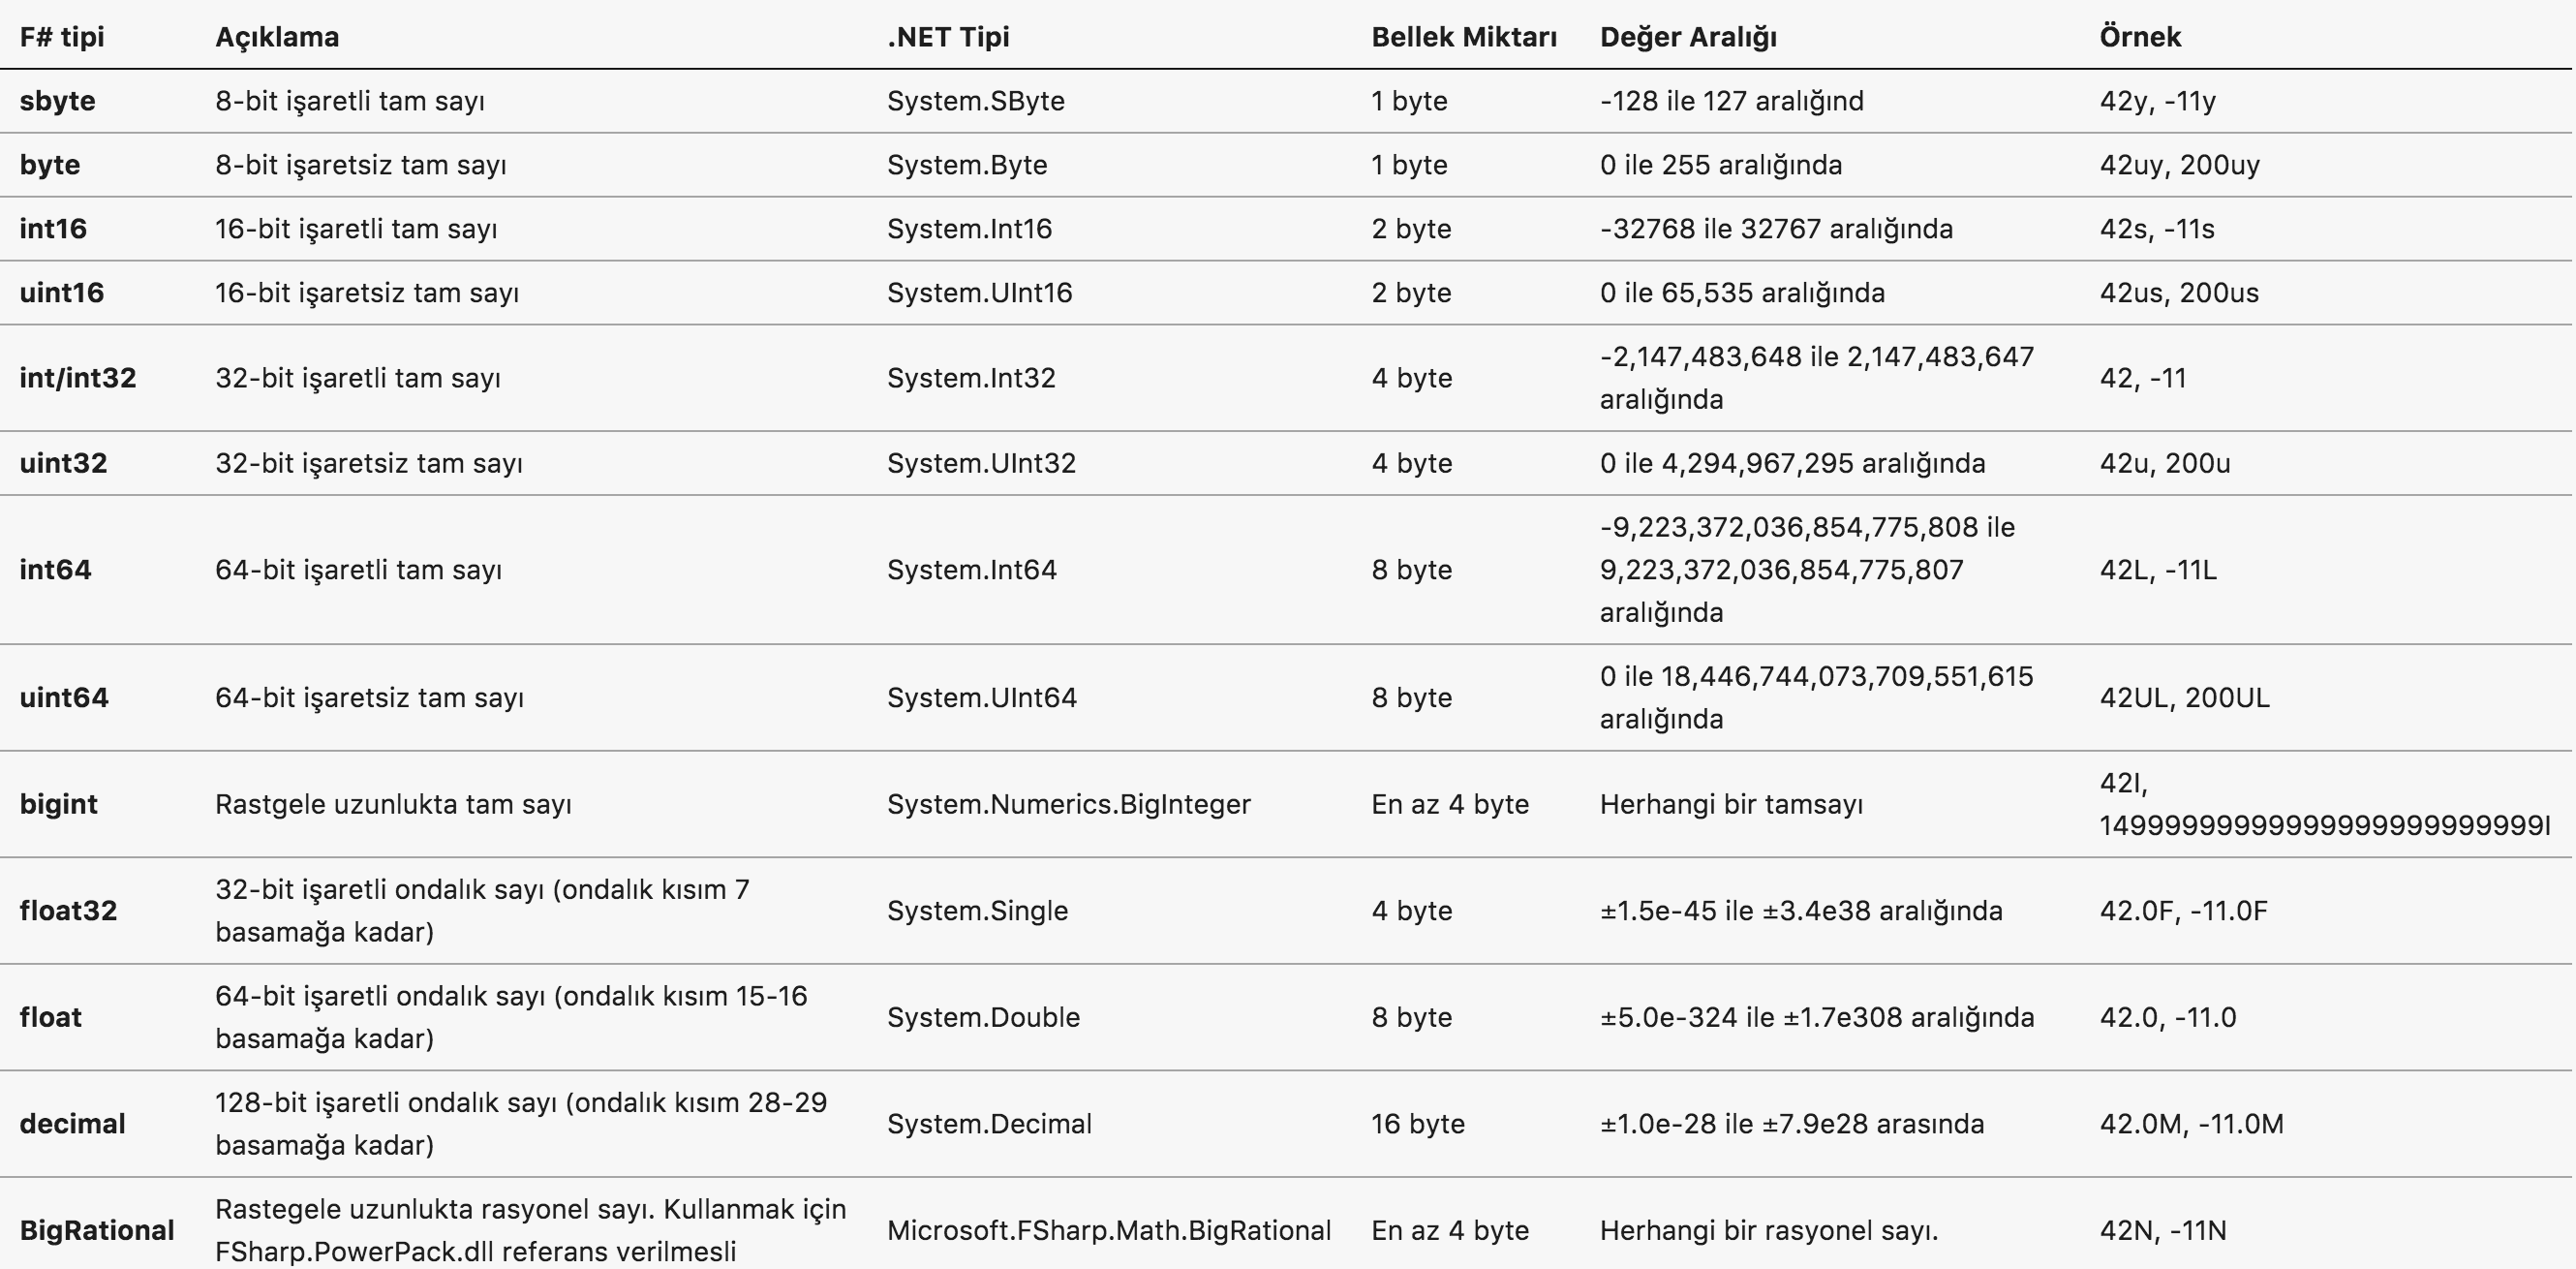 F# tipi Açıklama .NET Tipi Bellek Miktarı Değer Aralığı Örnek
sbyte 8-bit işaretli tam sayı System.SByte 1 byte -128 ile 127 aralığınd 42y, -11y
byte 8-bit işaretsiz tam sayı System.Byte 1 byte 0 ile 255 aralığında 42uy, 200uy
int16 16-bit işaretli tam sayı System.Int16 2 byte -32768 ile 32767 aralığında 42s, -11s
uint16 16-bit işaretsiz tam sayı System.UInt16 2 byte 0 ile 65,535 aralığında 42us, 200us
int/int32 32-bit işaretli tam sayı System.Int32 4 byte -2,147,483,648 ile 2,147,483,647
aralığında 42, -11
uint32 32-bit işaretsiz tam sayı System.UInt32 4 byte 0 ile 4,294,967,295 aralığında 42u, 200u
int64 64-bit işaretli tam sayı System.Int64 8 byte -9,223,372,036,854,775,808 ile
9,223,372,036,854,775,807
aralığında 42L, -11L
uint64 64-bit işaretsiz tam sayı System.UInt64 8 byte 0 ile 18,446,744,073,709,551,615
aralığında 42UL, 200UL
bigint Rastgele uzunlukta tam sayı System.Numerics.BigInteger En az 4 byte Herhangi bir tamsayı 42I,
1499999999999999999999999999I
float32 32-bit işaretli ondalık sayı (ondalık kısım 7
basamağa kadar) System.Single 4 byte ±1.5e-45 ile ±3.4e38 aralığında 42.0F, -11.0F
float 64-bit işaretli ondalık sayı (ondalık kısım 15-16
basamağa kadar) System.Double 8 byte ±5.0e-324 ile ±1.7e308 aralığında 42.0, -11.0
decimal 128-bit işaretli ondalık sayı (ondalık kısım 28-29
basamağa kadar) System.Decimal 16 byte ±1.0e-28 ile ±7.9e28 arasında 42.0M, -11.0M
BigRational Rastegele uzunlukta rasyonel sayı. Kullanmak için
FSharp.PowerPack.dll referans verilmesli Microsoft.FSharp.Math.BigRational En az 4 byte Herhangi bir rasyonel sayı. 42N, -11N